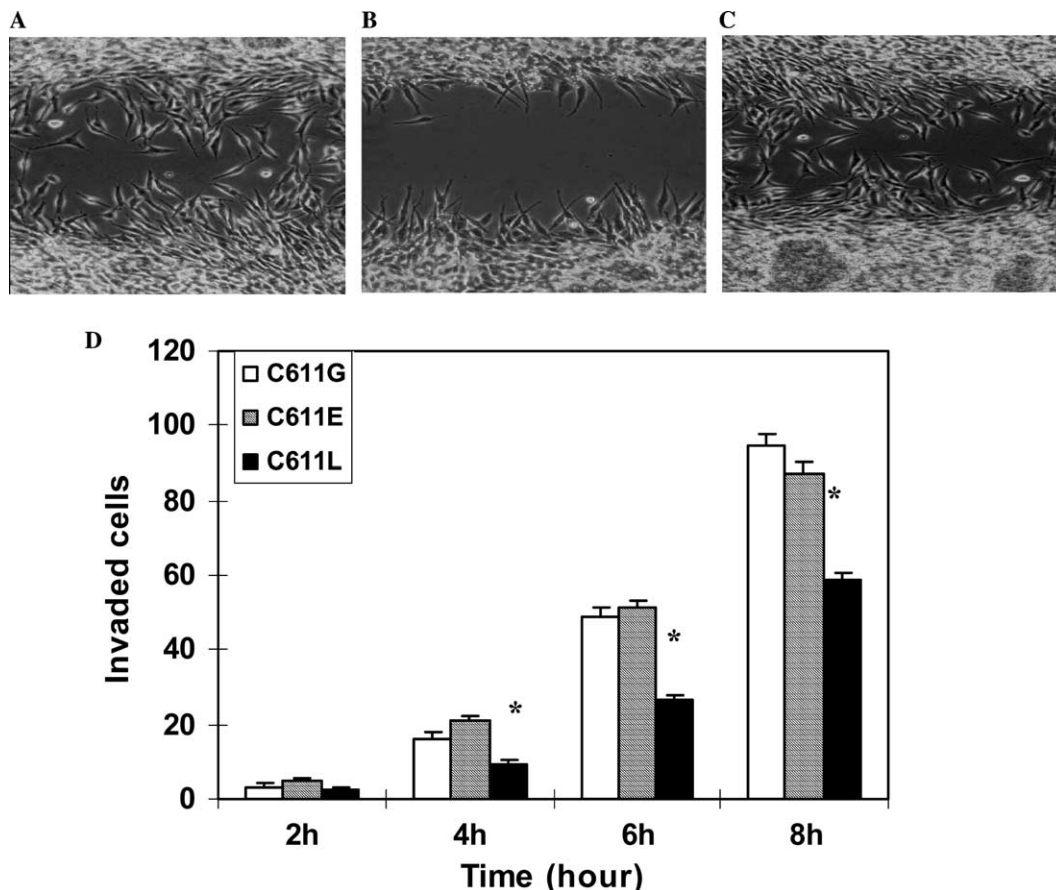 A
B
C
D
120
100
80
60
40
20
0
Invaded cells
C611G
C611E
C611L
*
*
*
2h
4h
6h
8h
Time (hour)